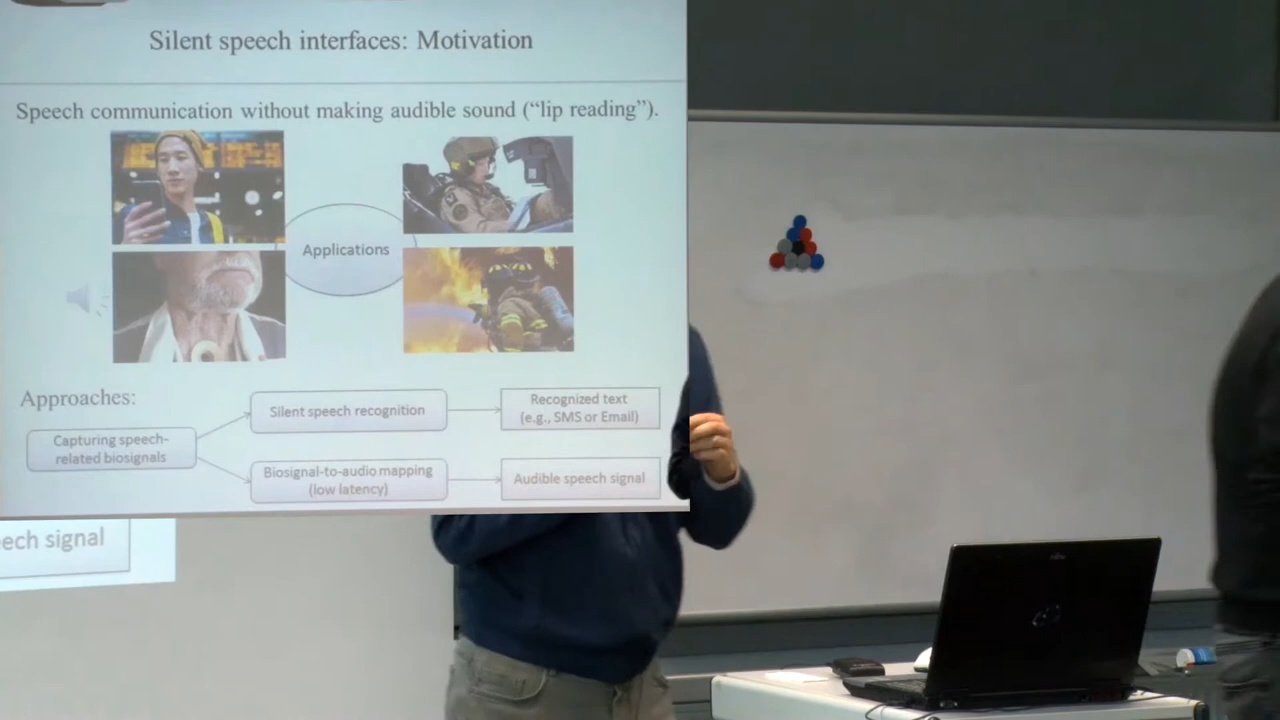 Silent speech interfaces: Motivation
Speech communication without making audible sound (“lip reading”).
Applications
Approaches:
Capturing speech-
related biosignals
Silent speech recognition
Recognized text
(e.g., SMS or Email)
Biosignal-to-audio mapping
(low latency)
Audible speech signal
ech signal